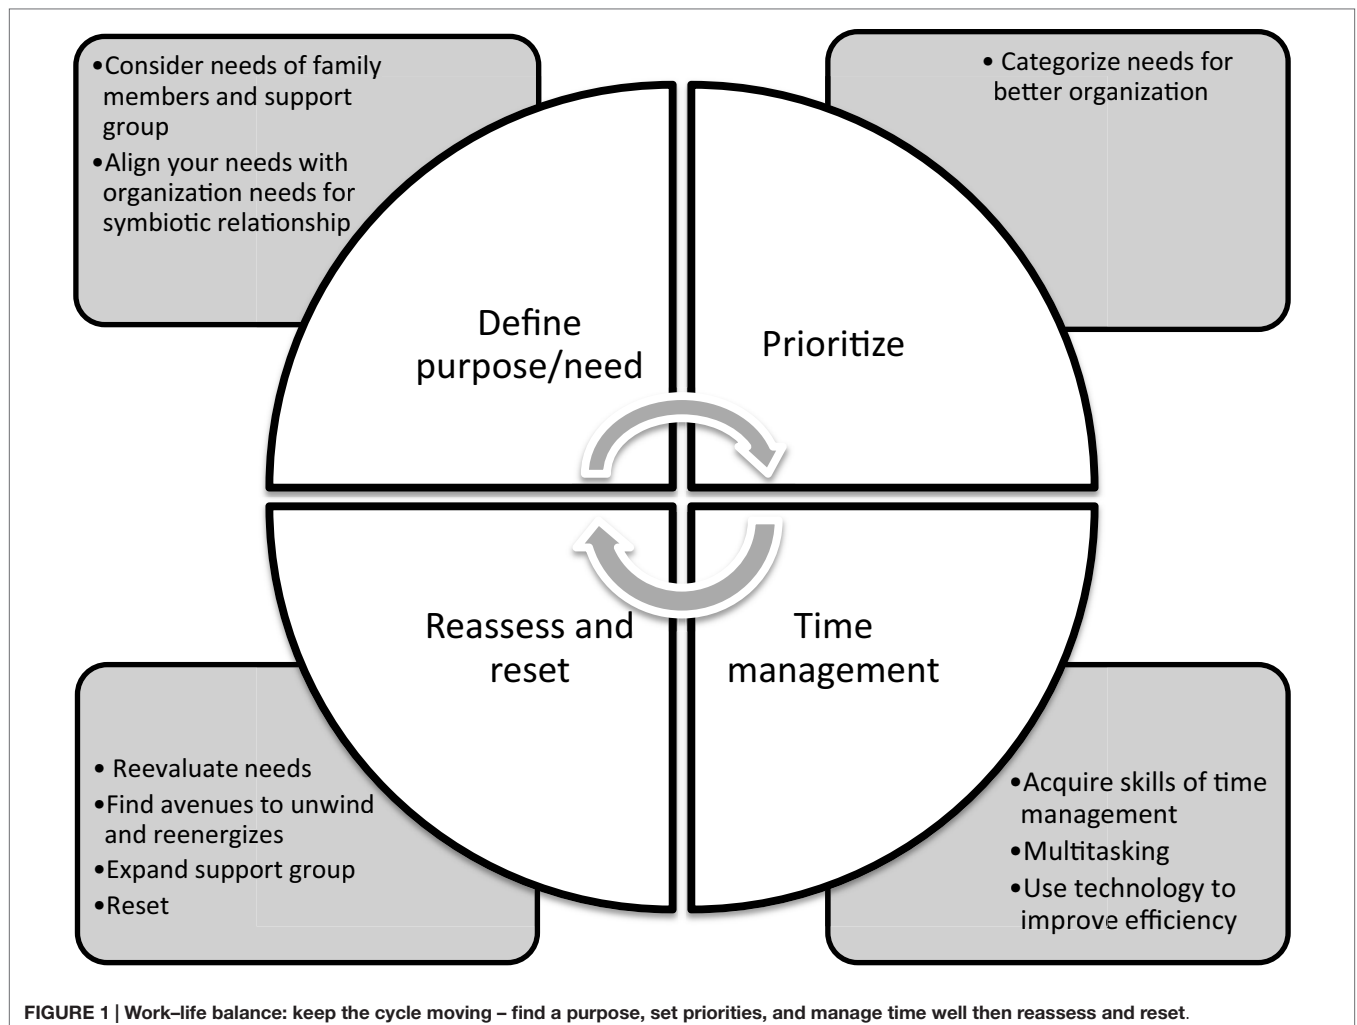 •Consider needs of family
members and support
group
•Align your needs with
organization needs for
symbiotic relationship
• Categorize needs for
better organization
Define
purpose/need
Prioritize
Reassess and
reset
Time
management
• Reevaluate needs
•Find avenues to unwind
and reenergizes
•Expand support group
•Reset
•Acquire skills of time
management
•Multitasking
•Use technology to
improve efficiency
FIGURE 1 | Work–life balance: keep the cycle moving – find a purpose, set priorities, and manage time well then reassess and reset.